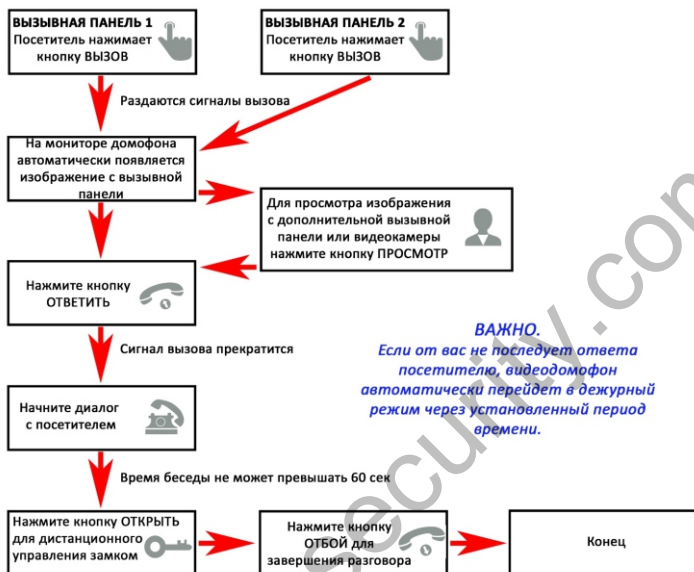 ВЫЗЫВНАЯ ПАНЕЛЬ 1
Посетитель нажимает
кнопку ВЫЗОВ
ВЫЗЫВНАЯ ПАНЕЛЬ 2
Посетитель нажимает
кнопку ВЫЗОВ
Раздаются сигналы вызова
На мониторе домофона
автоматически появляется
изображение с вызывной
панели
Для просмотра изображения
с дополнительной вызывной
панели или видеокамеры
нажмите кнопку ПРОСМОТР
Нажмите кнопку
ОТВЕТИТЬ
Сигнал вызова прекратится
ВАЖНО.
Если от вас не последует ответа
посетителю, видеодомофон
автоматически перейдет в дежурный
режим через установленный период
времени.
Начните диалог
с посетителем
Время беседы не может превышать 60 сек
Нажмите кнопку ОТКРЫТЬ
для дистанционного
управления замком
Нажмите кнопку
ОТБОЙ для
завершения разговора
Конец
security.com